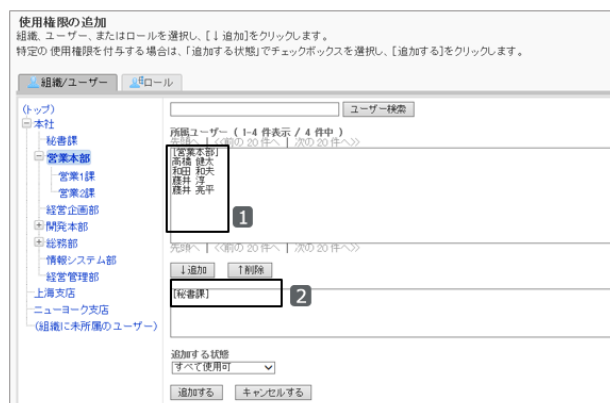 使用権限の追加
組織、ユーザー、またはロールを選択し、[↓追加]をクリックします。
特定の使用権限を付与する場合は、「追加する状態」でチェックボックスを選択し、[追加する]をクリックします。
組織/ユーザー
ロール
(トップ)
本社
秘書課
営業本部
営業1課
営業2課
経営企画部
開発本部
総務部
情報システム部
経営管理部
上海支店
ニューヨーク支店
(組織に未所属のユーザー)
ユーザー検索
所属ユーザー ( 1-4 件表示 / 4 件中 )
先頭へ | <<前の 20 件へ | 次の 20 件へ>>
[営業本部]
高橋 健太
和田 和夫
藤井 淳
藤井 亮平
1
先頭へ | <<前の 20 件へ | 次の 20 件へ>>
↓追加
↑削除
[秘書課]
2
追加する状態
すべて使用可
追加する
キャンセルする